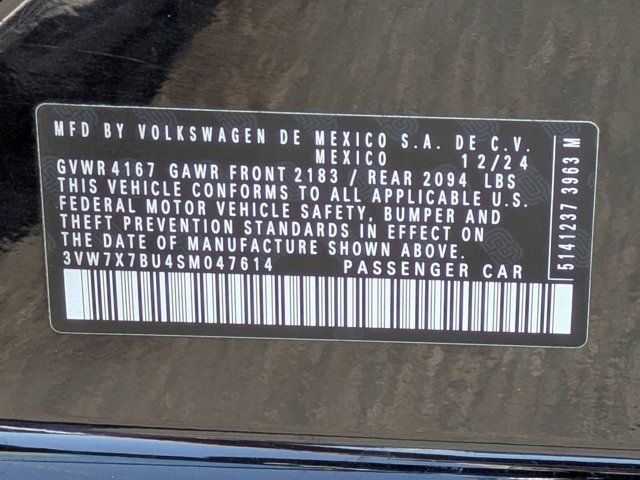 MFD BY VOLKSWAGEN DE MEXICO S.A. DE C.V.
MEXICO 12/24
GVWR 4167 GAWR FRONT 2183 / REAR 2094 LBS
THIS VEHICLE CONFORMS TO ALL APPLICABLE U.S.
FEDERAL MOTOR VEHICLE SAFETY, BUMPER AND
THEFT PREVENTION STANDARDS IN EFFECT ON
THE DATE OF MANUFACTURE SHOWN ABOVE.
3VW7X7BU4SM047614 PASSENGER CAR
5141237 3963 M